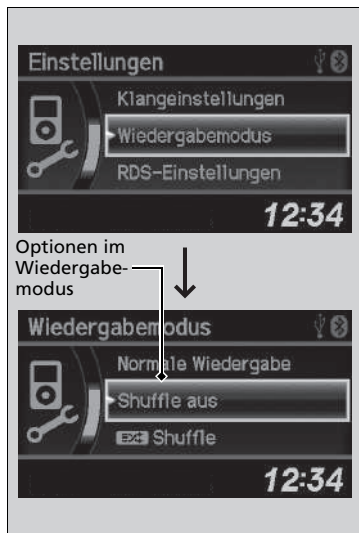 Einstellungen
Klangeinstellungen
Wiedergabemodus
RDS-Einstellungen
12:34
Optionen im
Wiedergabe-
modus
Wiedergabemodus
Normale Wiedergabe
Shuffle aus
Shuffle
12:34